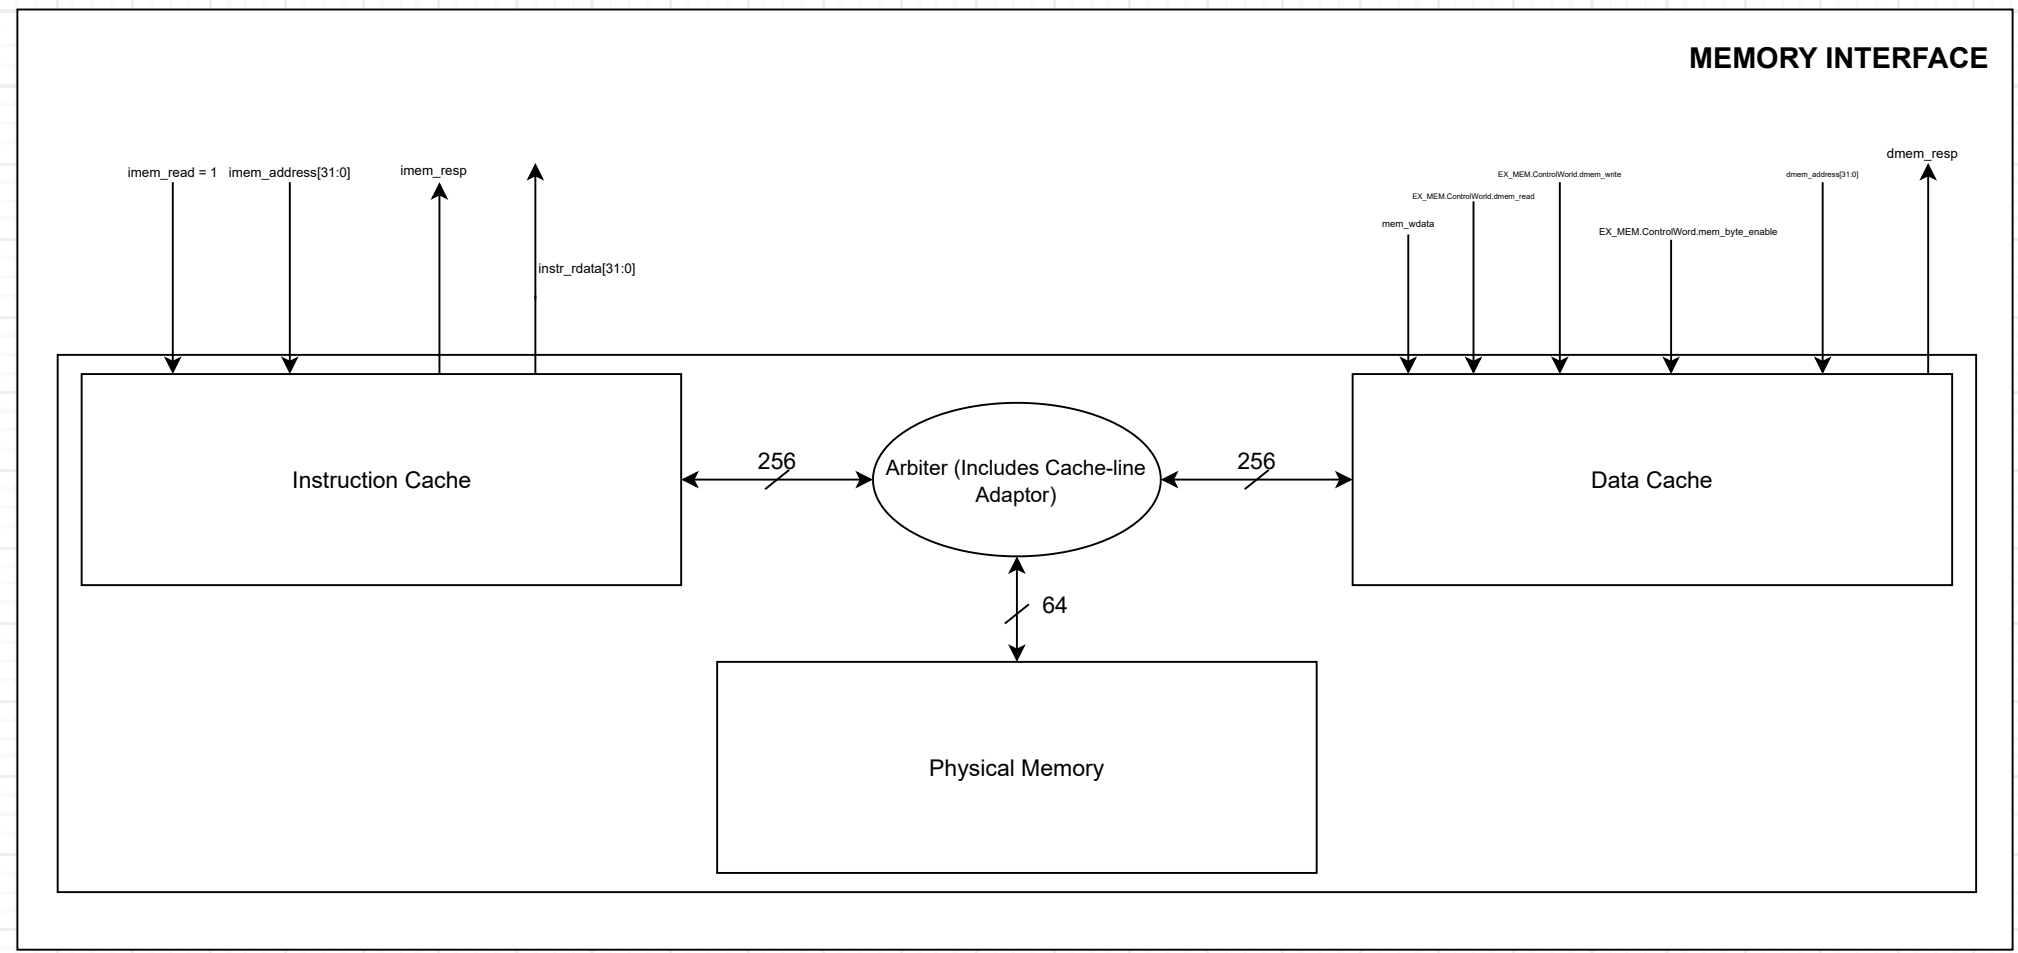 MEMORY INTERFACE
imem_read = 1
imem_address[31:0]
imem_resp
instr_rdata[31:0]
mem_wdata
EX_MEM.ControlWorld.dmem_read
EX_MEM.ControlWorld.dmem_write
EX_MEM.ControlWord.mem_byte_enable
dmem_address[31:0]
dmem_resp
Instruction Cache
256
Arbiter (Includes Cache-line
Adaptor)
256
Data Cache
64
Physical Memory